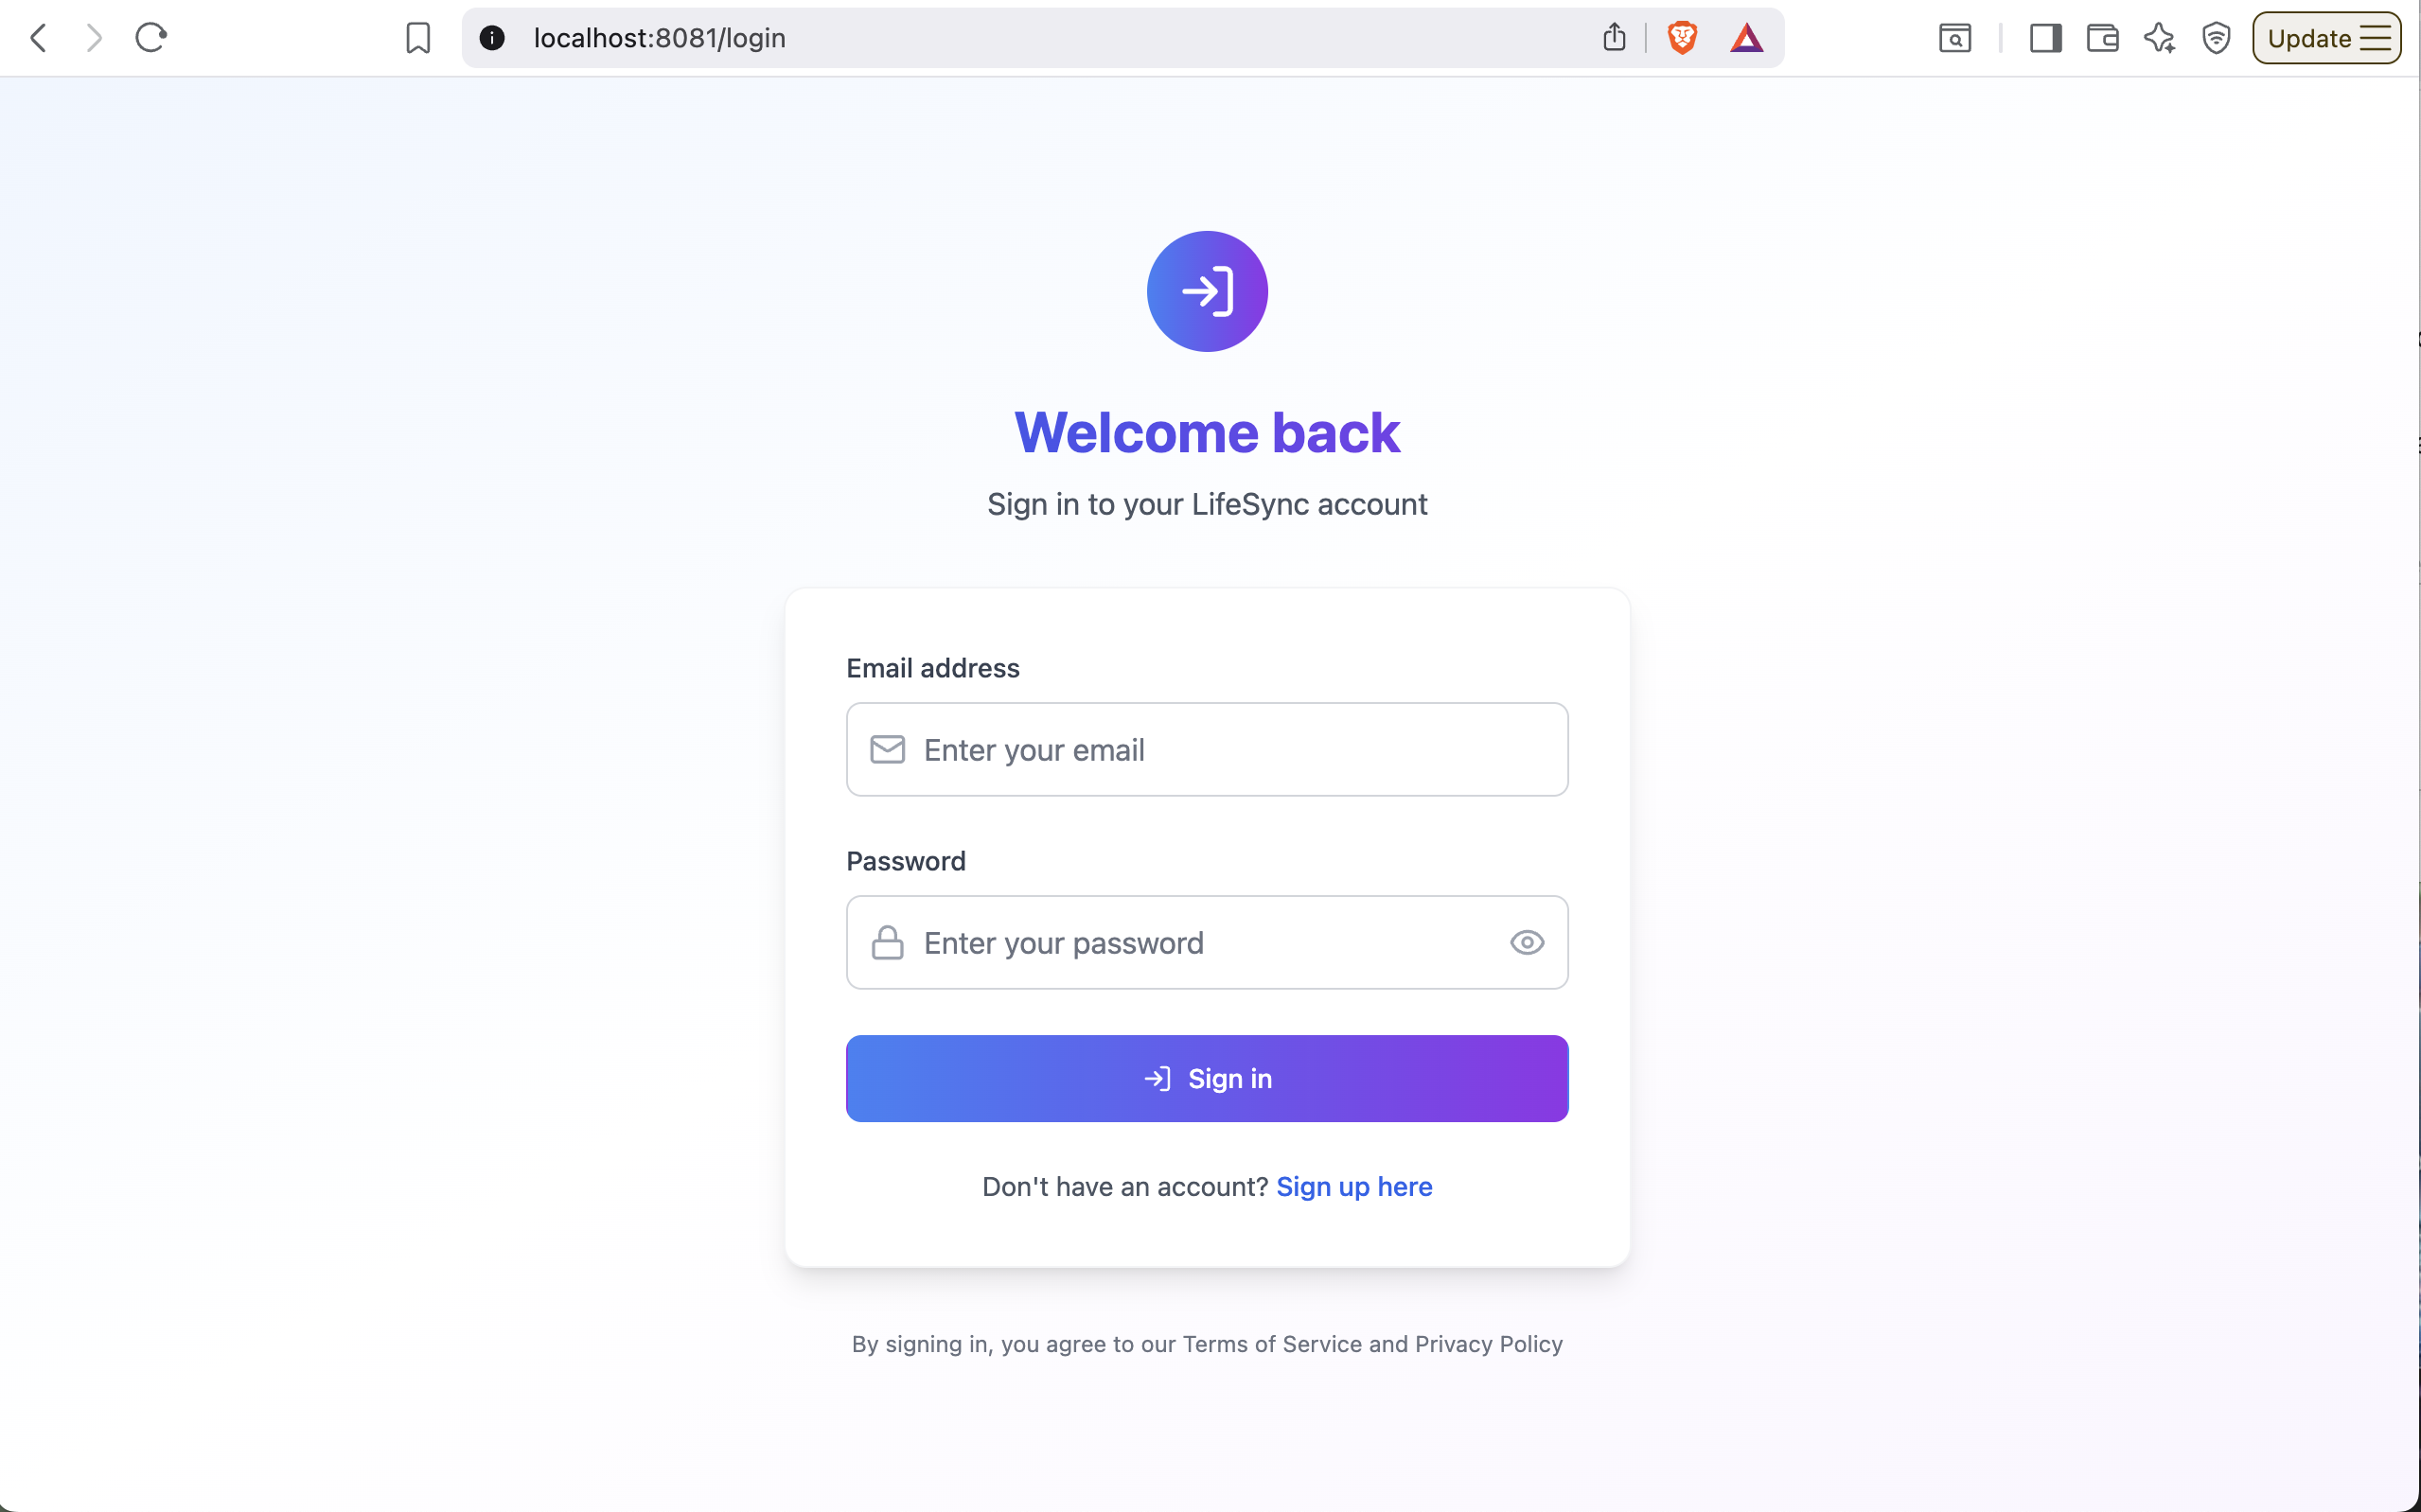 localhost:8081/login
Update
Welcome back
Sign in to your LifeSync account
Email address
Enter your email
Password
Enter your password
Sign in
Don't have an account? Sign up here
By signing in, you agree to our Terms of Service and Privacy Policy